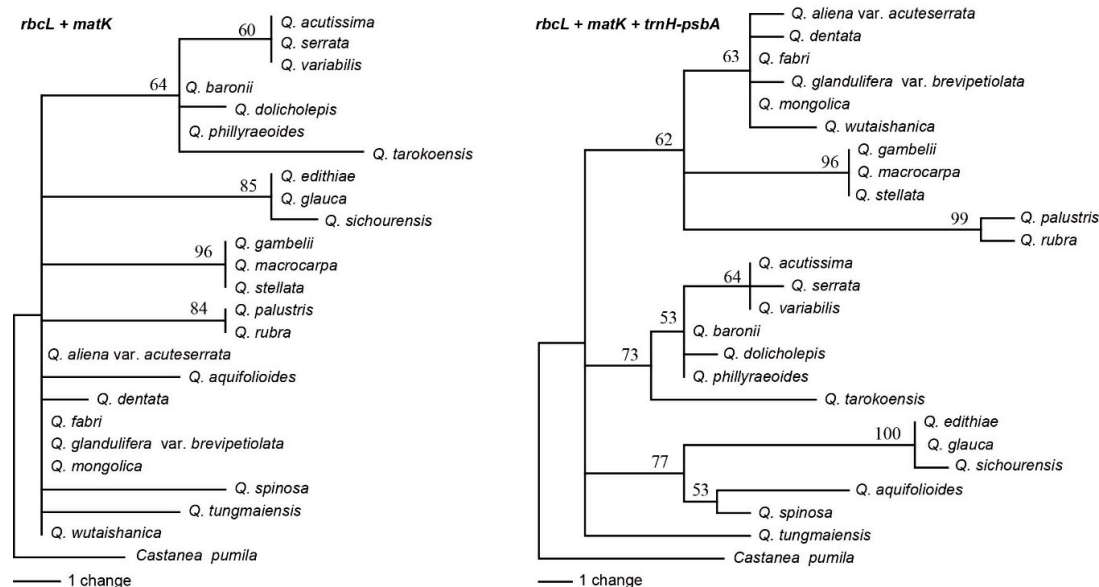 rbcL + matK
60
Q. acutissima
Q. serrata
Q. variabilis
64
Q. baronii
Q. dolicholepis
Q. phillyraeoides
Q. tarokoensis
85
Q. edithiae
Q. glauca
Q. sichourensis
96
Q. gambelii
Q. macrocarpa
Q. stellata
84
Q. palustris
Q. rubra
Q. aliena var. acuteserrata
Q. aquifolioides
Q. dentata
Q. fabri
Q. glandulifera var. brevipetiolata
Q. mongolica
Q. spinosa
Q. tungmaiensis
Q. wutaishanica
Castanea pumila
1 change
rbcL + matK + trnH-psbA
Q. aliena var. acuteserrata
Q. dentata
63
Q. fabri
Q. glandulifera var. brevipetiolata
Q. mongolica
Q. wutaishanica
62
Q. gambelii
96
Q. macrocarpa
Q. stellata
99
Q. palustris
Q. rubra
Q. acutissima
64
Q. serrata
Q. variabilis
53
Q. baronii
73
Q. dolicholepis
Q. phillyraeoides
Q. tarokoensis
Q. edithiae
100
Q. glauca
Q. sichourensis
77
53
Q. aquifolioides
Q. spinosa
Q. tungmaiensis
Castanea pumila
1 change